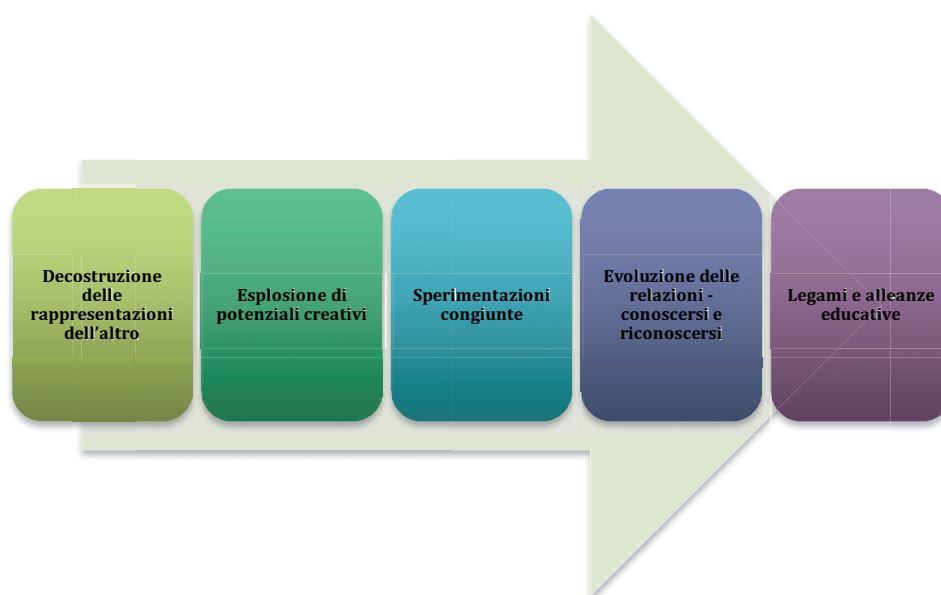 Decostruzione
delle
rappresentazioni
dell'altro
Esplosione di
potenziali creativi
Sperimentazioni
congiunte
Evoluzione delle
relazioni -
conoscersi e
riconoscersi
Legami e alleanze
educative